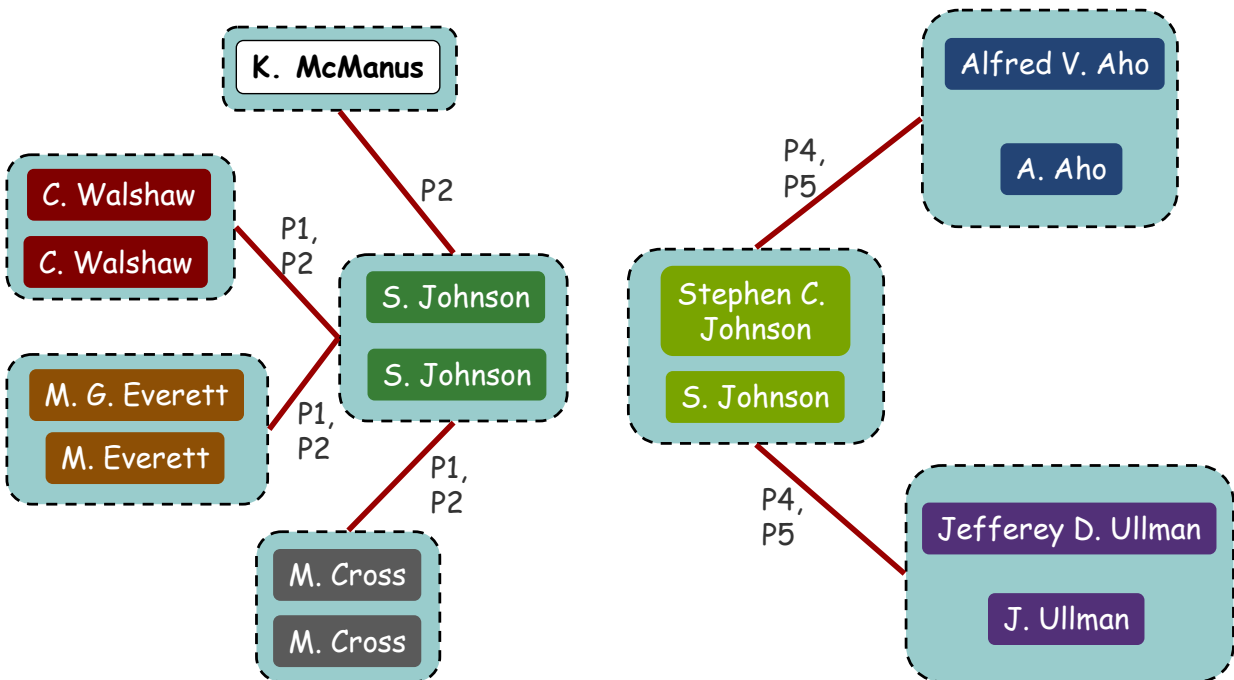 K. McManus
C. Walshaw
C. Walshaw
P1,
P2
P2
M. G. Everett
M. Everett
P1,
P2
S. Johnson
S. Johnson
P1,
P2
M. Cross
M. Cross
Alfred V. Aho
A. Aho
P4,
P5
Stephen C.
Johnson
S. Johnson
P4,
P5
Jefferey D. Ullman
J. Ullman